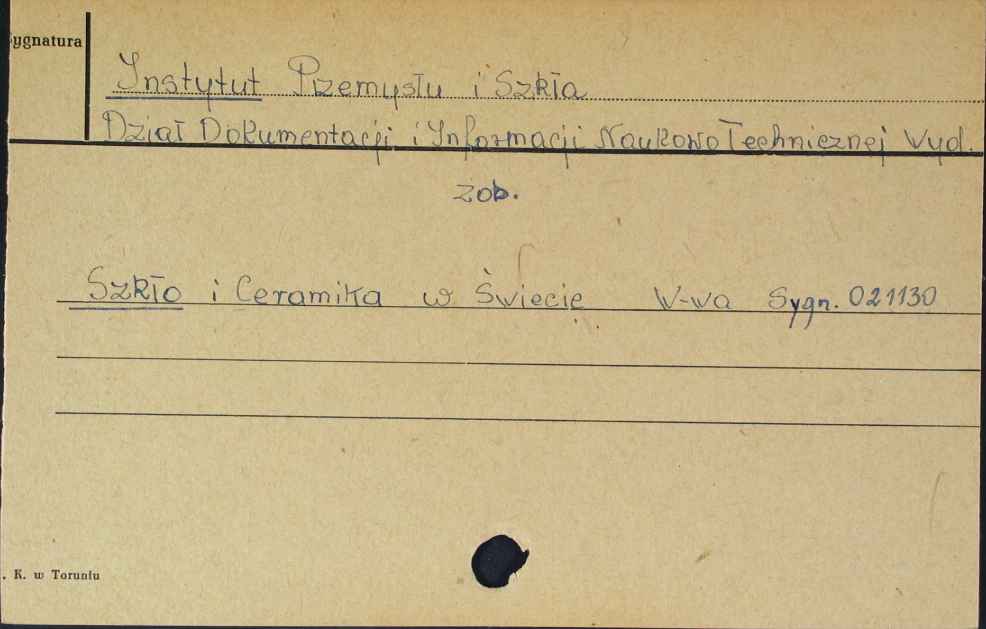 ygnatura
Instytut Przemysłu i Szkła
Dział Dokumentacji i Informacji Naukowo Technicznej Wyd.
zob.
Szkło i Ceramika w Świecie W-wa Sygn. 021130
. K. w Toruniu